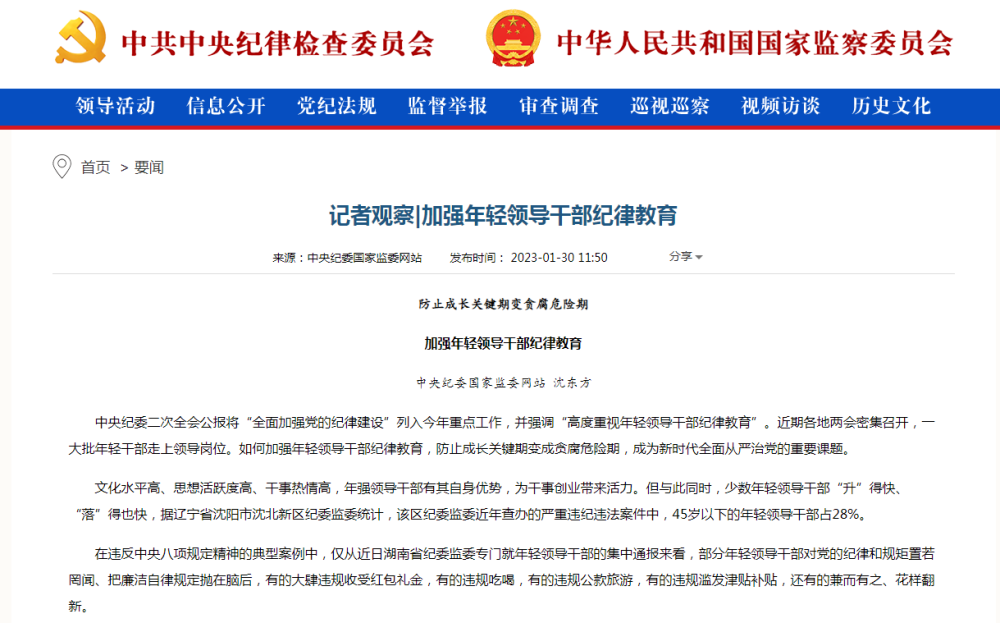 中共中央纪律检查委员会 中华人民共和国国家监察委员会
领导活动 信息公开 党纪法规 监督举报 审查调查 巡视巡察 视频访谈 历史文化
首页 > 要闻
记者观察|加强年轻领导干部纪律教育
来源：中央纪委国家监委网站 发布时间： 2023-01-30 11:50 分享
防止成长关键期变贪腐危险期
加强年轻领导干部纪律教育
中央纪委国家监委网站 沈东方
中央纪委二次全会公报将“全面加强党的纪律建设”列入今年重点工作，并强调“高度重视年轻领导干部纪律教育”。近期各地两会密集召开，一
大批年轻干部走上领导岗位。如何加强年轻领导干部纪律教育，防止成长关键期变成贪腐危险期，成为新时代全面从严治党的重要课题。
文化水平高、思想活跃度高、干事热情高，年强领导干部有其自身优势，为干事创业带来活力。但与此同时，少数年轻领导干部“升”得快、
“落”得也快，据辽宁省沈阳市沈北新区纪委监委统计，该区纪委监委近年查办的严重违纪违法案件中，45岁以下的年轻领导干部占28%。
在违反中央八项规定精神的典型案例中，仅从近日湖南省纪委监委专门就年轻领导干部的集中通报来看，部分年轻领导干部对党的纪律和规矩置若
罔闻、把廉洁自律规定抛在脑后，有的大肆违规收受红包礼金，有的违规吃喝，有的违规公款旅游，有的违规滥发津贴补贴，还有的兼而有之、花样翻
新。